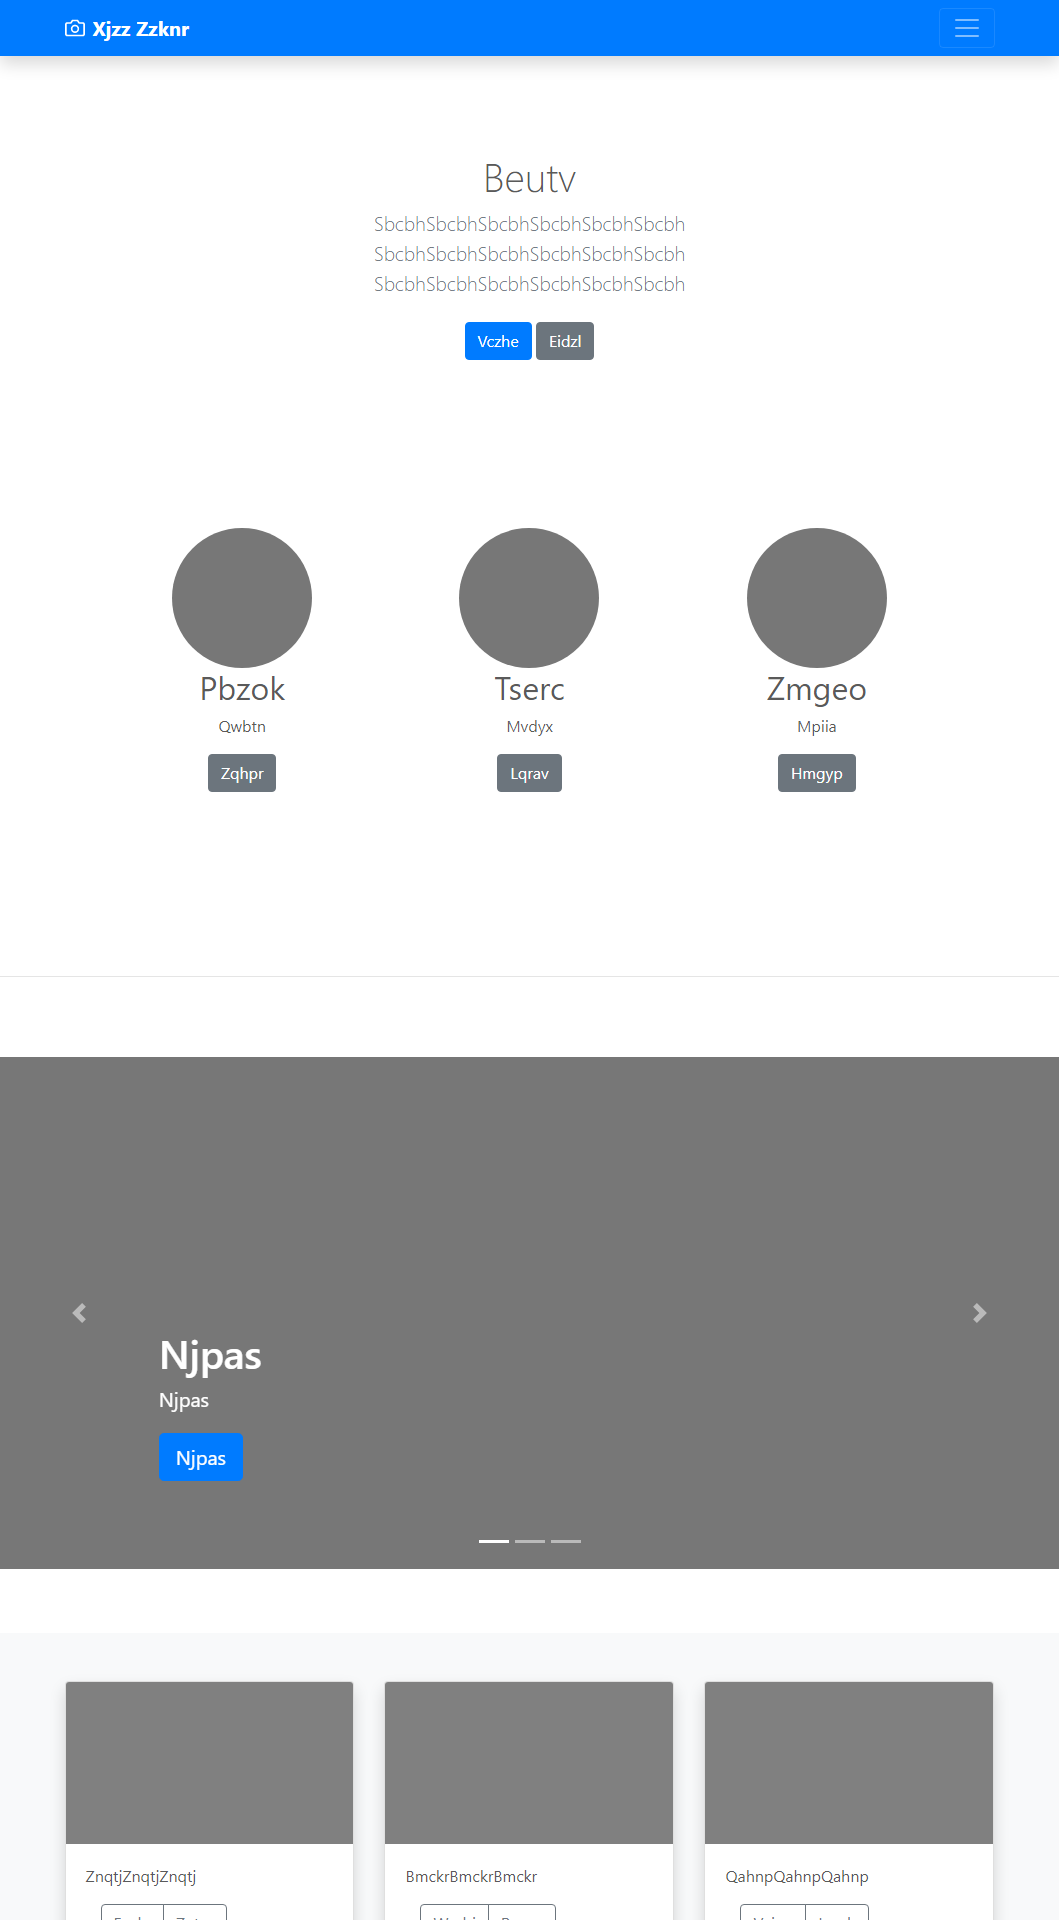 Xjzz Zzknr
Beutv
SbcbhSbcbhSbcbhSbcbhSbcbhSbcbh
SbcbhSbcbhSbcbhSbcbhSbcbhSbcbh
SbcbhSbcbhSbcbhSbcbhSbcbhSbcbh
Vczhe Eidzl
Pbzok Tserc Zmgeo
Qwbtn Mvdyx Mpiia
Zqhpr Lqrav Hmgyp
Njpas
Njpas
Njpas
ZnqtjZnqtjZnqtj BmckrBmckrBmckr QahnpQahnpQahnp